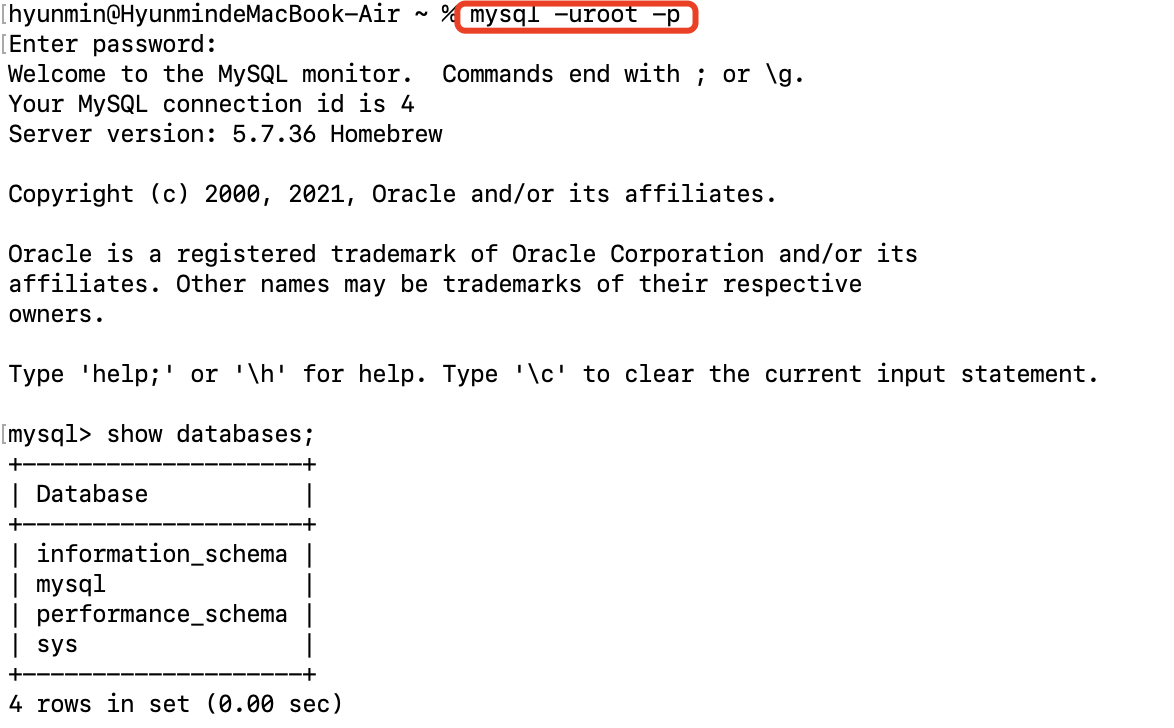 [hyunmin@HyunmindeMacBook-Air ~ % mysql -uroot -p
[Enter password:
Welcome to the MySQL monitor.  Commands end with ; or \g.
Your MySQL connection id is 4
Server version: 5.7.36 Homebrew
Copyright (c) 2000, 2021, Oracle and/or its affiliates.
Oracle is a registered trademark of Oracle Corporation and/or its
affiliates. Other names may be trademarks of their respective
owners.
Type 'help;' or '\h' for help. Type '\c' to clear the current input statement.
[mysql> show databases;
+--------------------+
| Database           |
+--------------------+
| information_schema |
| mysql              |
| performance_schema |
| sys                |
+--------------------+
4 rows in set (0.00 sec)